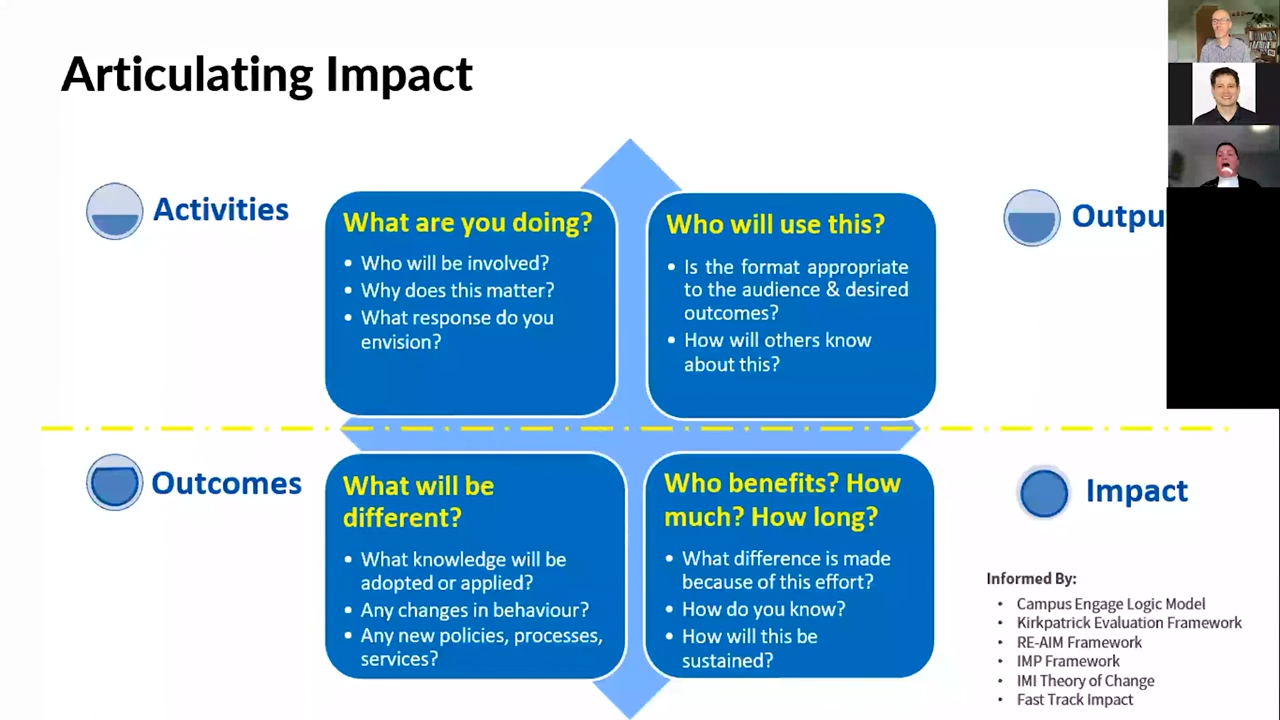 Articulating Impact
Activities
What are you doing?
• Who will be involved?
• Why does this matter?
• What response do you
envision?
Who will use this?
• Is the format appropriate
to the audience & desired
outcomes?
• How will others know
about this?
Outpu
Outcomes
What will be
different?
• What knowledge will be
adopted or applied?
• Any changes in behaviour?
• Any new policies, processes,
services?
Who benefits? How
much? How long?
• What difference is made
because of this effort?
• How do you know?
• How will this be
sustained?
Impact
Informed By:
• Campus Engage Logic Model
• Kirkpatrick Evaluation Framework
• RE-AIM Framework
• IMP Framework
• IMI Theory of Change
• Fast Track Impact